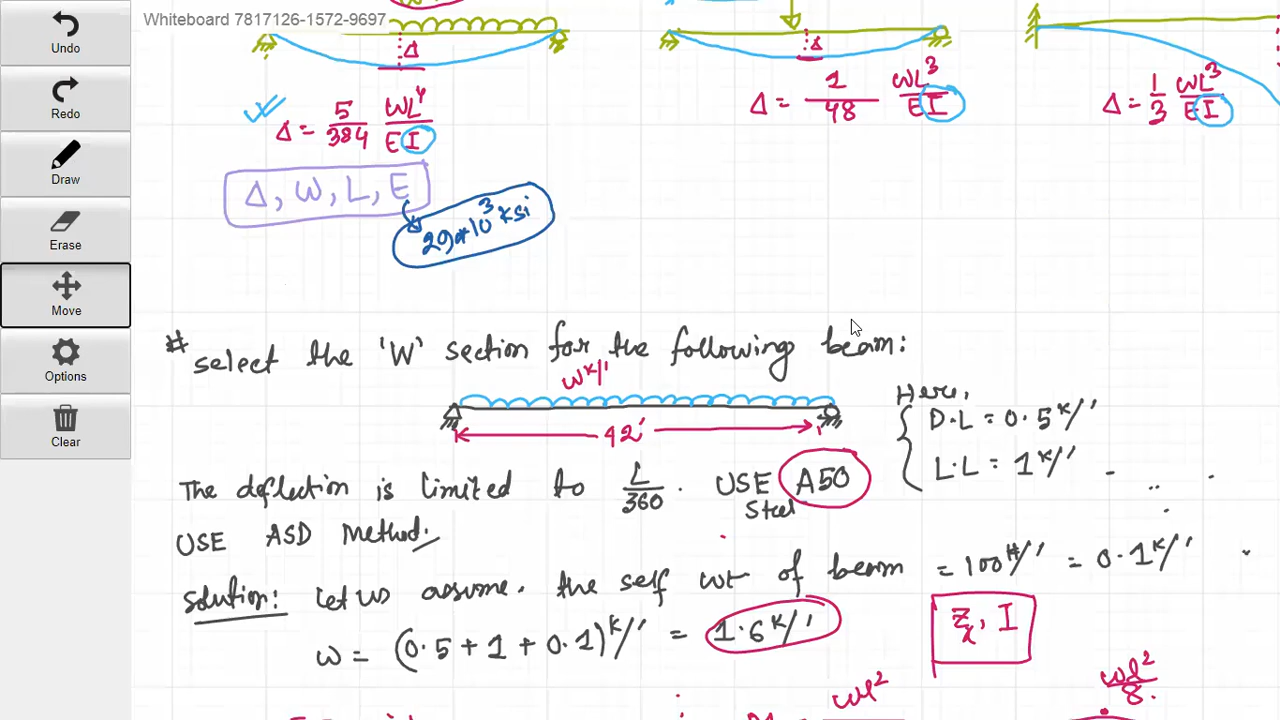 Whiteboard 7817126-1572-9697
Undo
Redo
Draw
Erase
Move
Options
Clear
Δ
Δ = 5/384 WL⁴/EI
Δ, W, L, E
29*10³ ksi
Δ
Δ = 1/48 WL³/EI
Δ = 1/3 WL³/EI
* select the 'W' section for the following beam:
W k/'
42'
Here,
D.L = 0.5 k/'
L.L = 1 k/'
The deflection is limited to L/360. USE A50
Steel
USE ASD Method.
solution: Let us assume, the self wt of beam = 100#/' = 0.1 k/'
w = (0.5 + 1 + 0.1) k/' = 1.6 k/'
Zx, I
wl²
wl²/8.